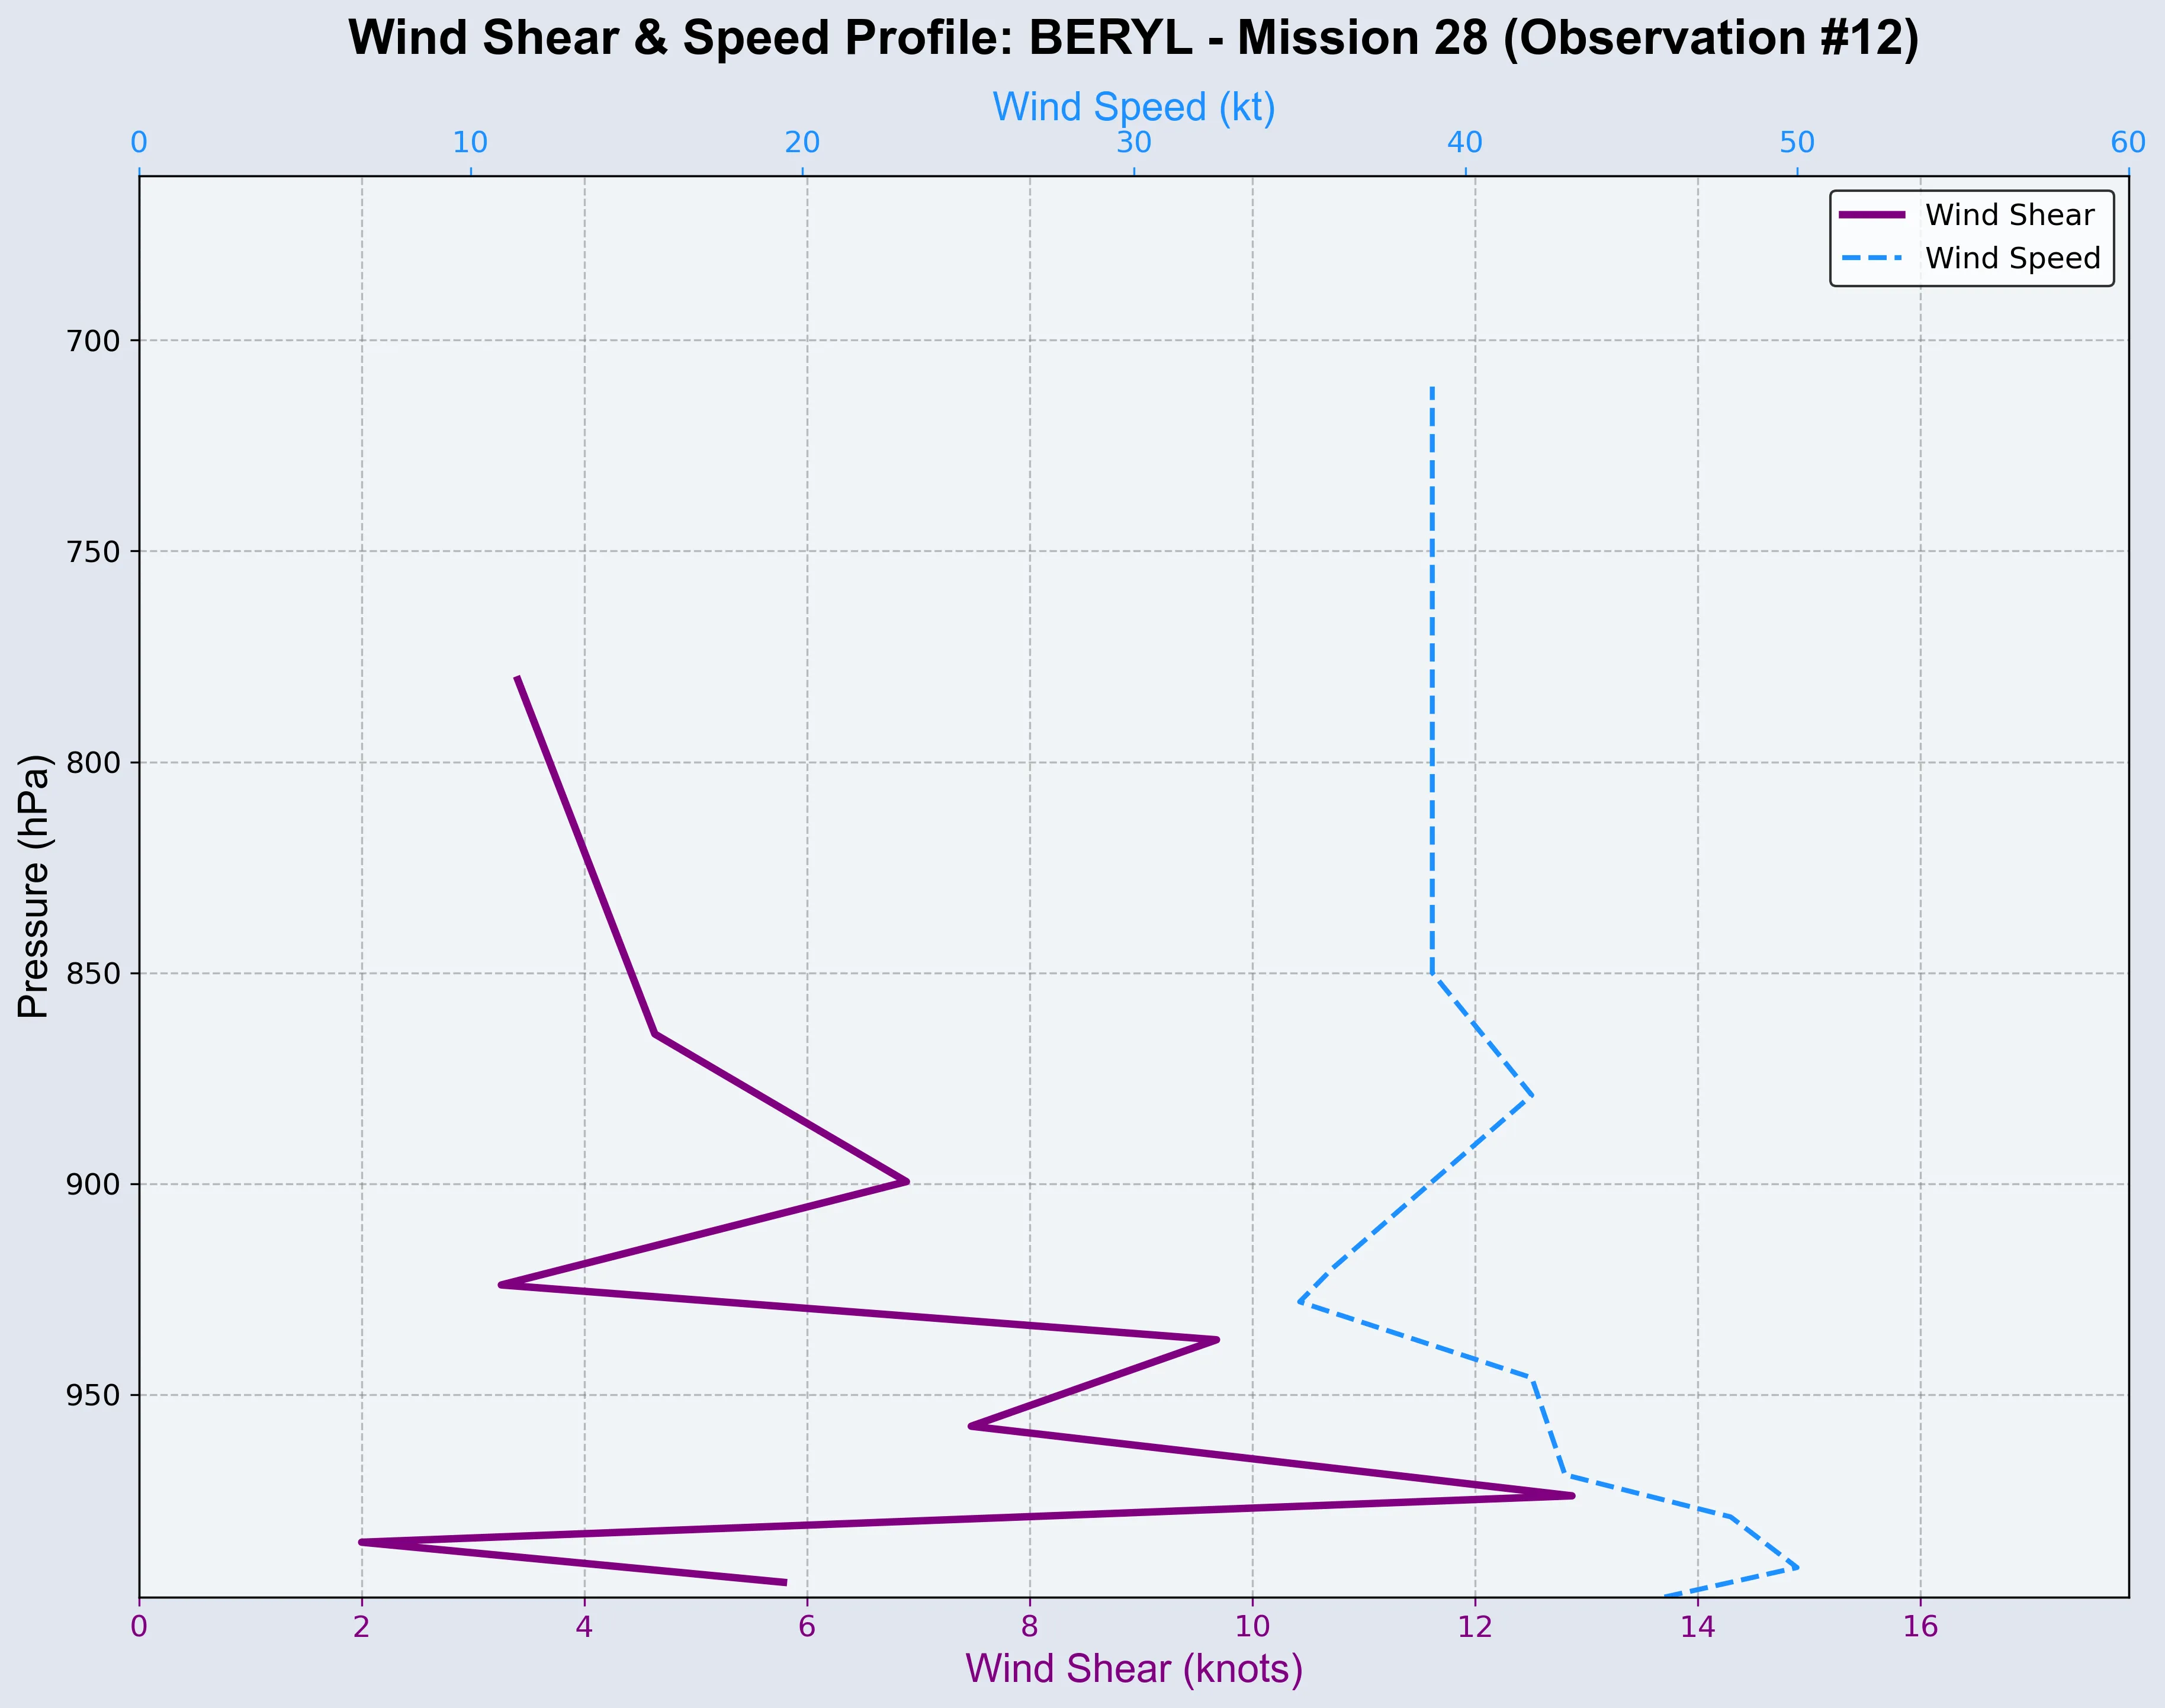 Wind Shear & Speed Profile: BERYL - Mission 28 (Observation #12)
Wind Speed (kt)
0 10 20 30 40 50 60
Wind Shear
Wind Speed
700
750
800
850
900
950
Pressure (hPa)
0 2 4 6 8 10 12 14 16
Wind Shear (knots)